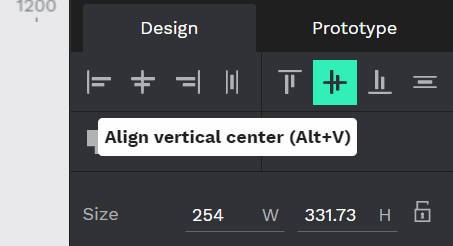 1200
Design Prototype
Align vertical center (Alt+V)
Size 254 W 331.73 H